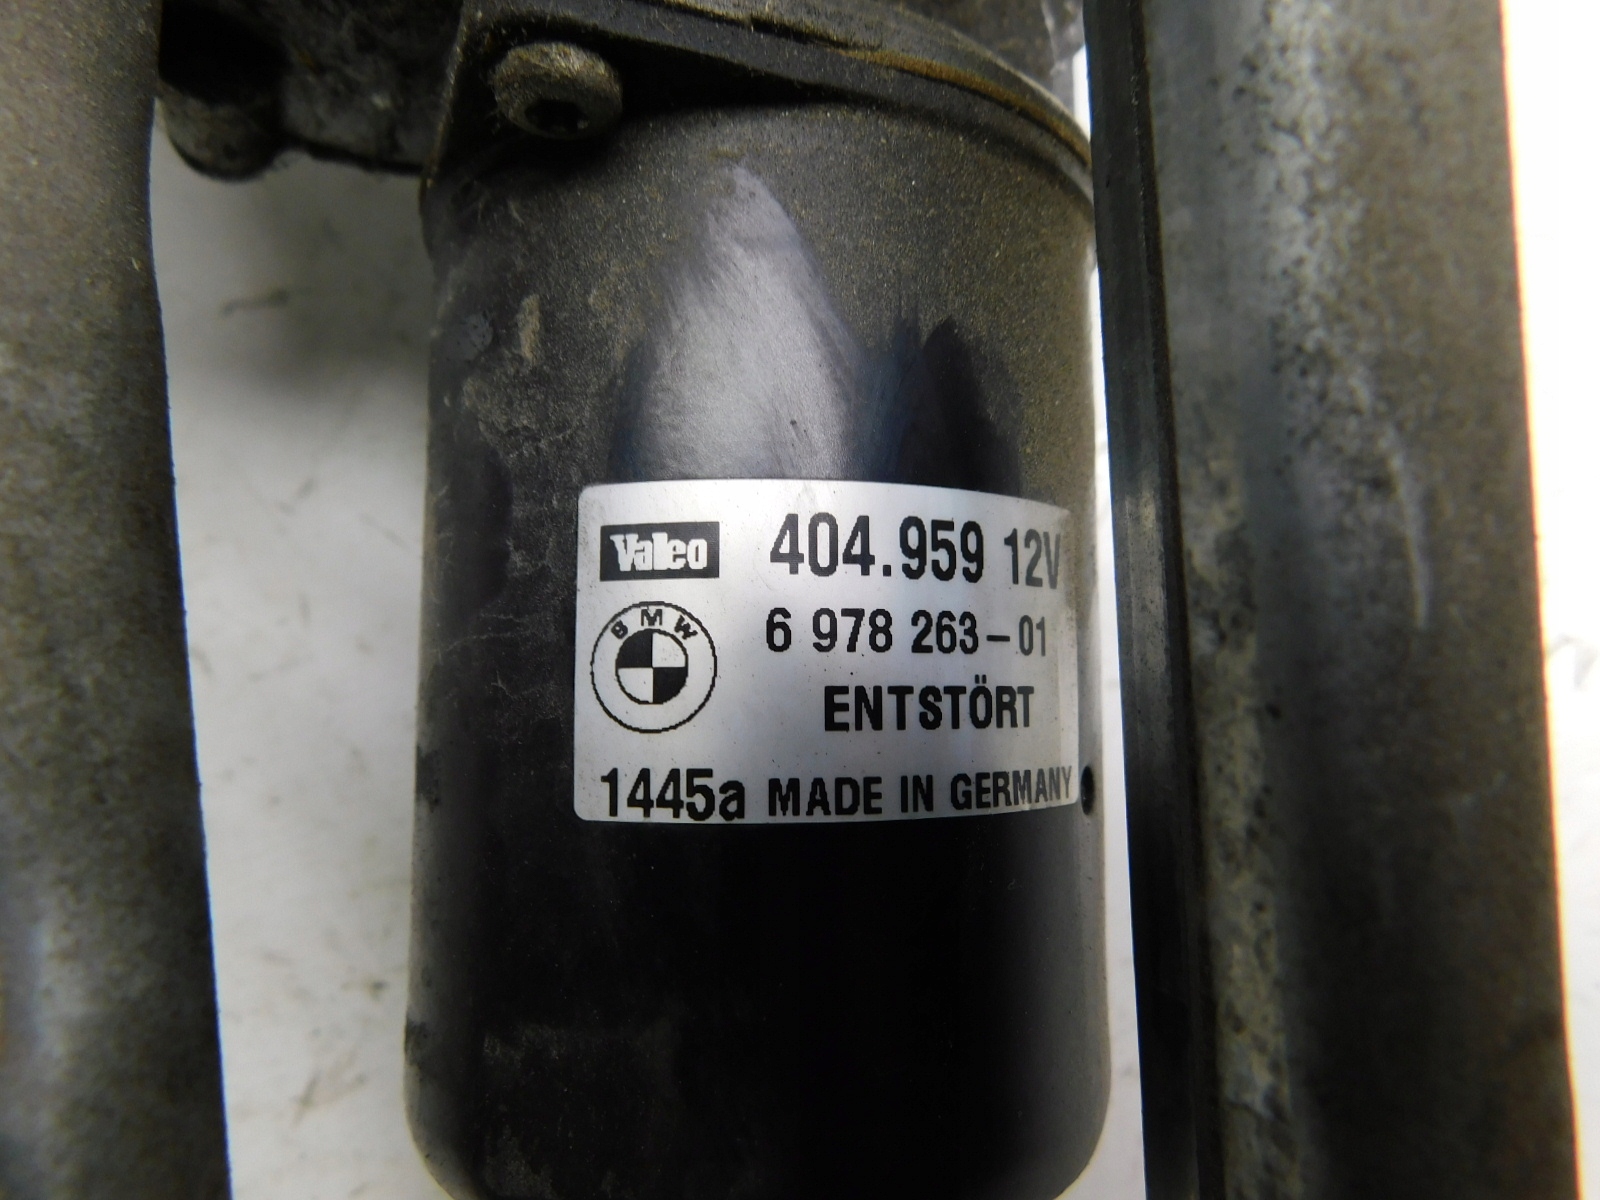 Valeo 404.959 12V
BMW 6 978 263-01
ENTSTÖRT
1445a MADE IN GERMANY